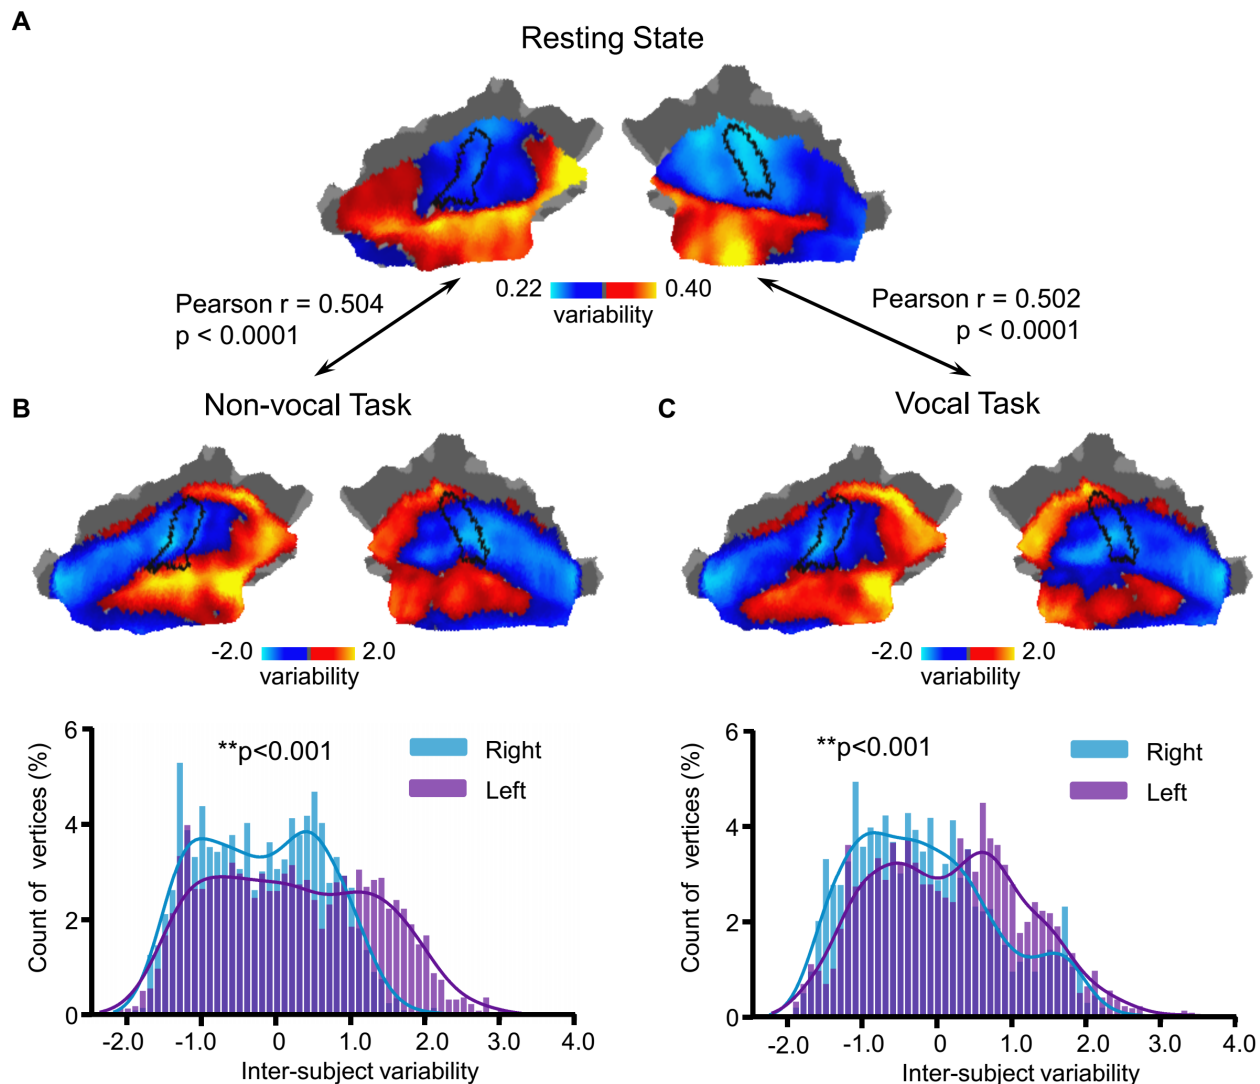 A
Resting State
0.22
0.40
variability
Pearson r = 0.504
p < 0.0001
Pearson r = 0.502
p < 0.0001
B
Non-vocal Task
-2.0
2.0
variability
C
Vocal Task
-2.0
2.0
variability
6
4
2
0
Count of vertices (%)
**p<0.001
Right
Left
-2.0
-1.0
0
1.0
2.0
3.0
4.0
Inter-subject variability
6
4
2
0
Count of vertices (%)
**p<0.001
Right
Left
-2.0
-1.0
0
1.0
2.0
3.0
4.0
Inter-subject variability